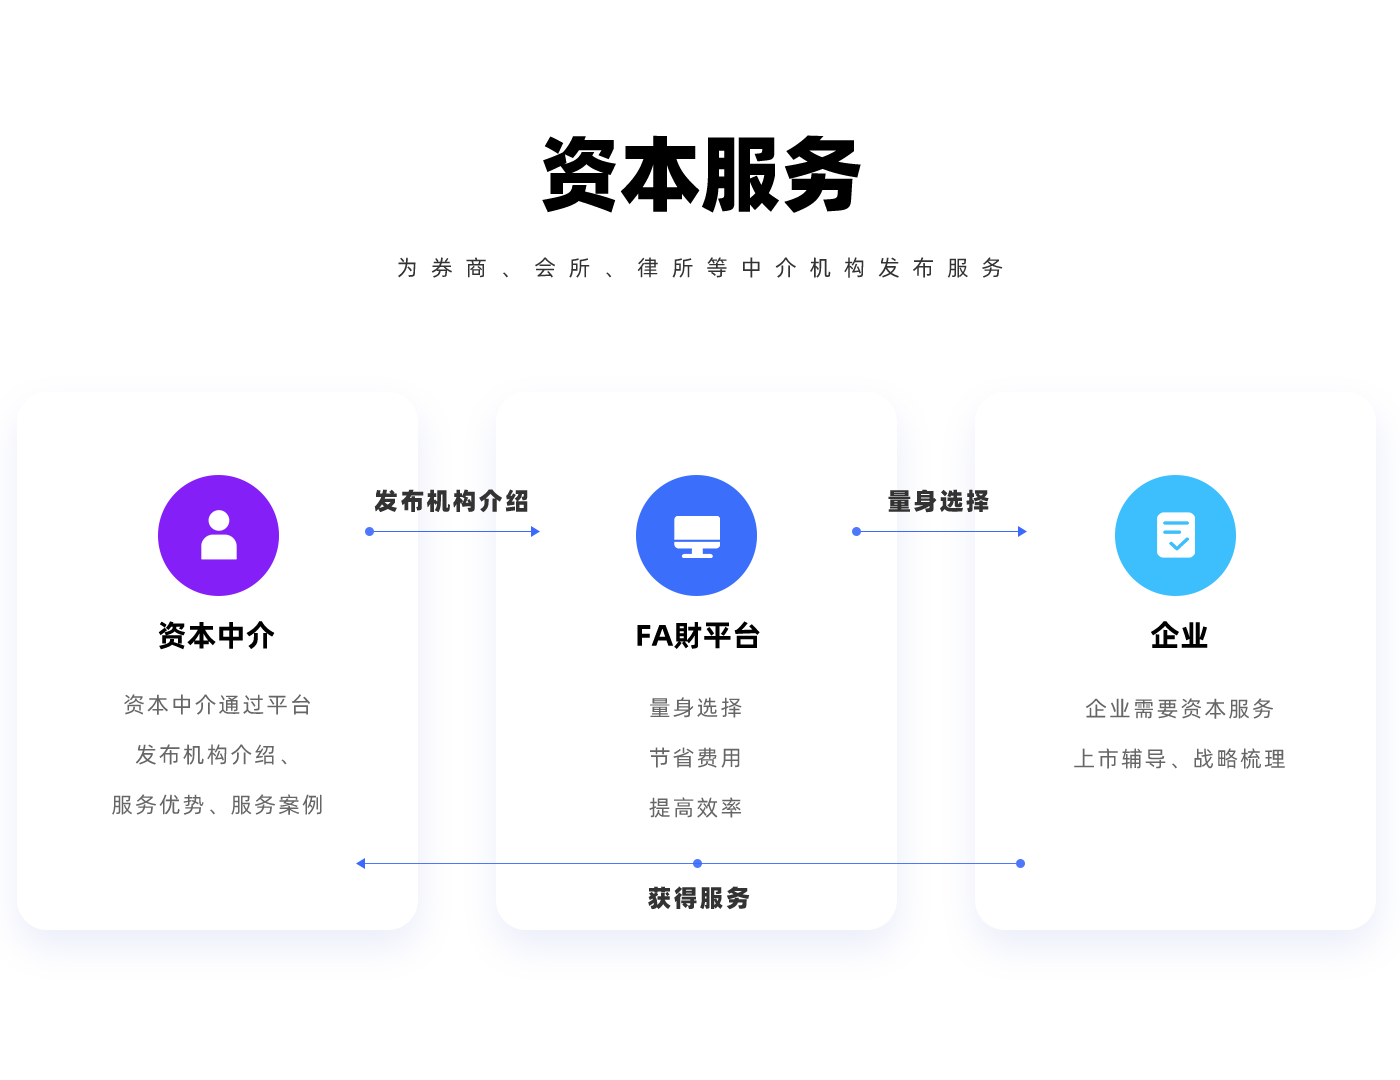 资本服务
为券商、会所、律所等中介机构发布服务
发布机构介绍
量身选择
资本中介
FA財平台
企业
资本中介通过平台
发布机构介绍、
服务优势、服务案例
量身选择
节省费用
提高效率
企业需要资本服务
上市辅导、战略梳理
获得服务